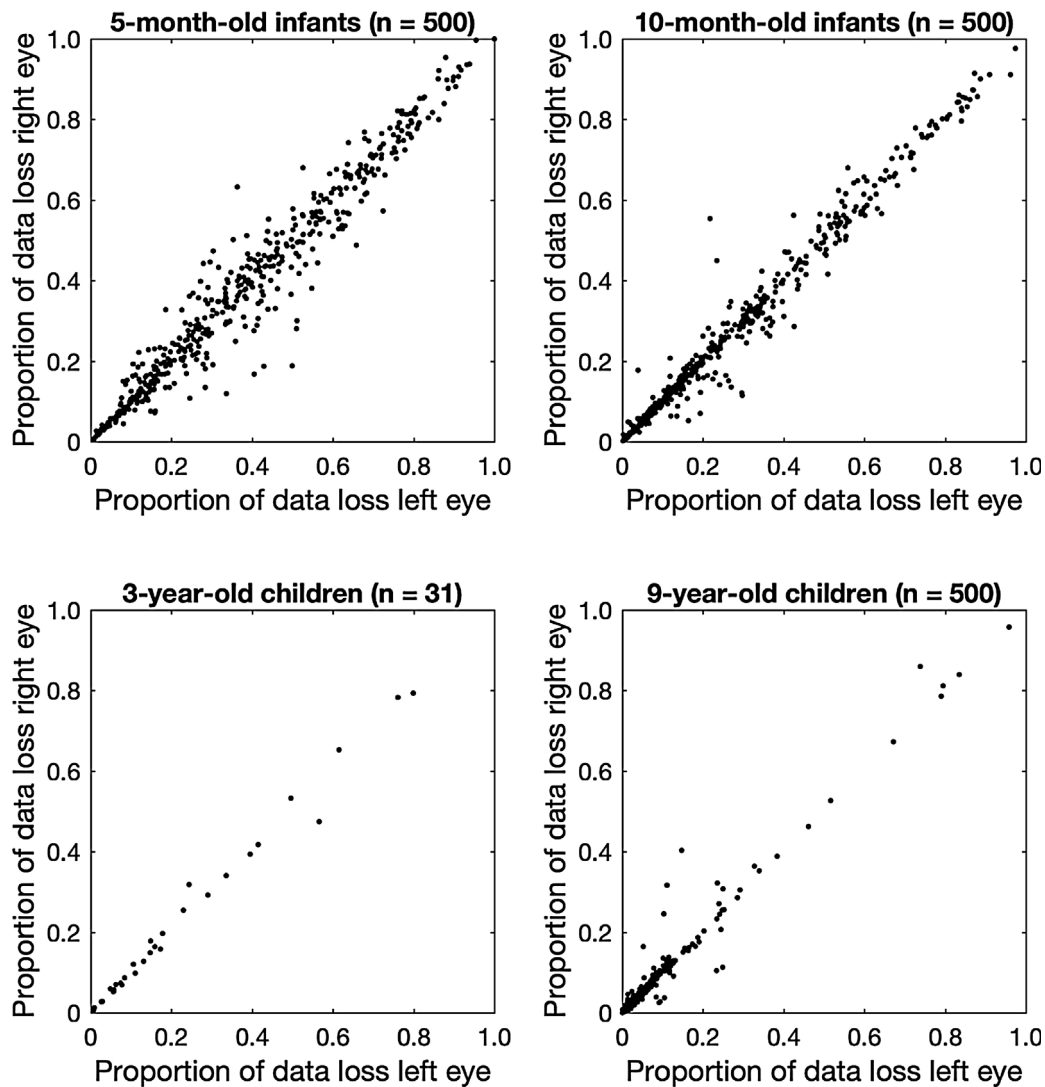 5-month-old infants (n = 500)
1.0
0.8
0.6
0.4
0.2
0
Proportion of data loss right eye
0 0.2 0.4 0.6 0.8 1.0
Proportion of data loss left eye
10-month-old infants (n = 500)
1.0
0.8
0.6
0.4
0.2
0
Proportion of data loss right eye
0 0.2 0.4 0.6 0.8 1.0
Proportion of data loss left eye
3-year-old children (n = 31)
1.0
0.8
0.6
0.4
0.2
0
Proportion of data loss right eye
0 0.2 0.4 0.6 0.8 1.0
Proportion of data loss left eye
9-year-old children (n = 500)
1.0
0.8
0.6
0.4
0.2
0
Proportion of data loss right eye
0 0.2 0.4 0.6 0.8 1.0
Proportion of data loss left eye